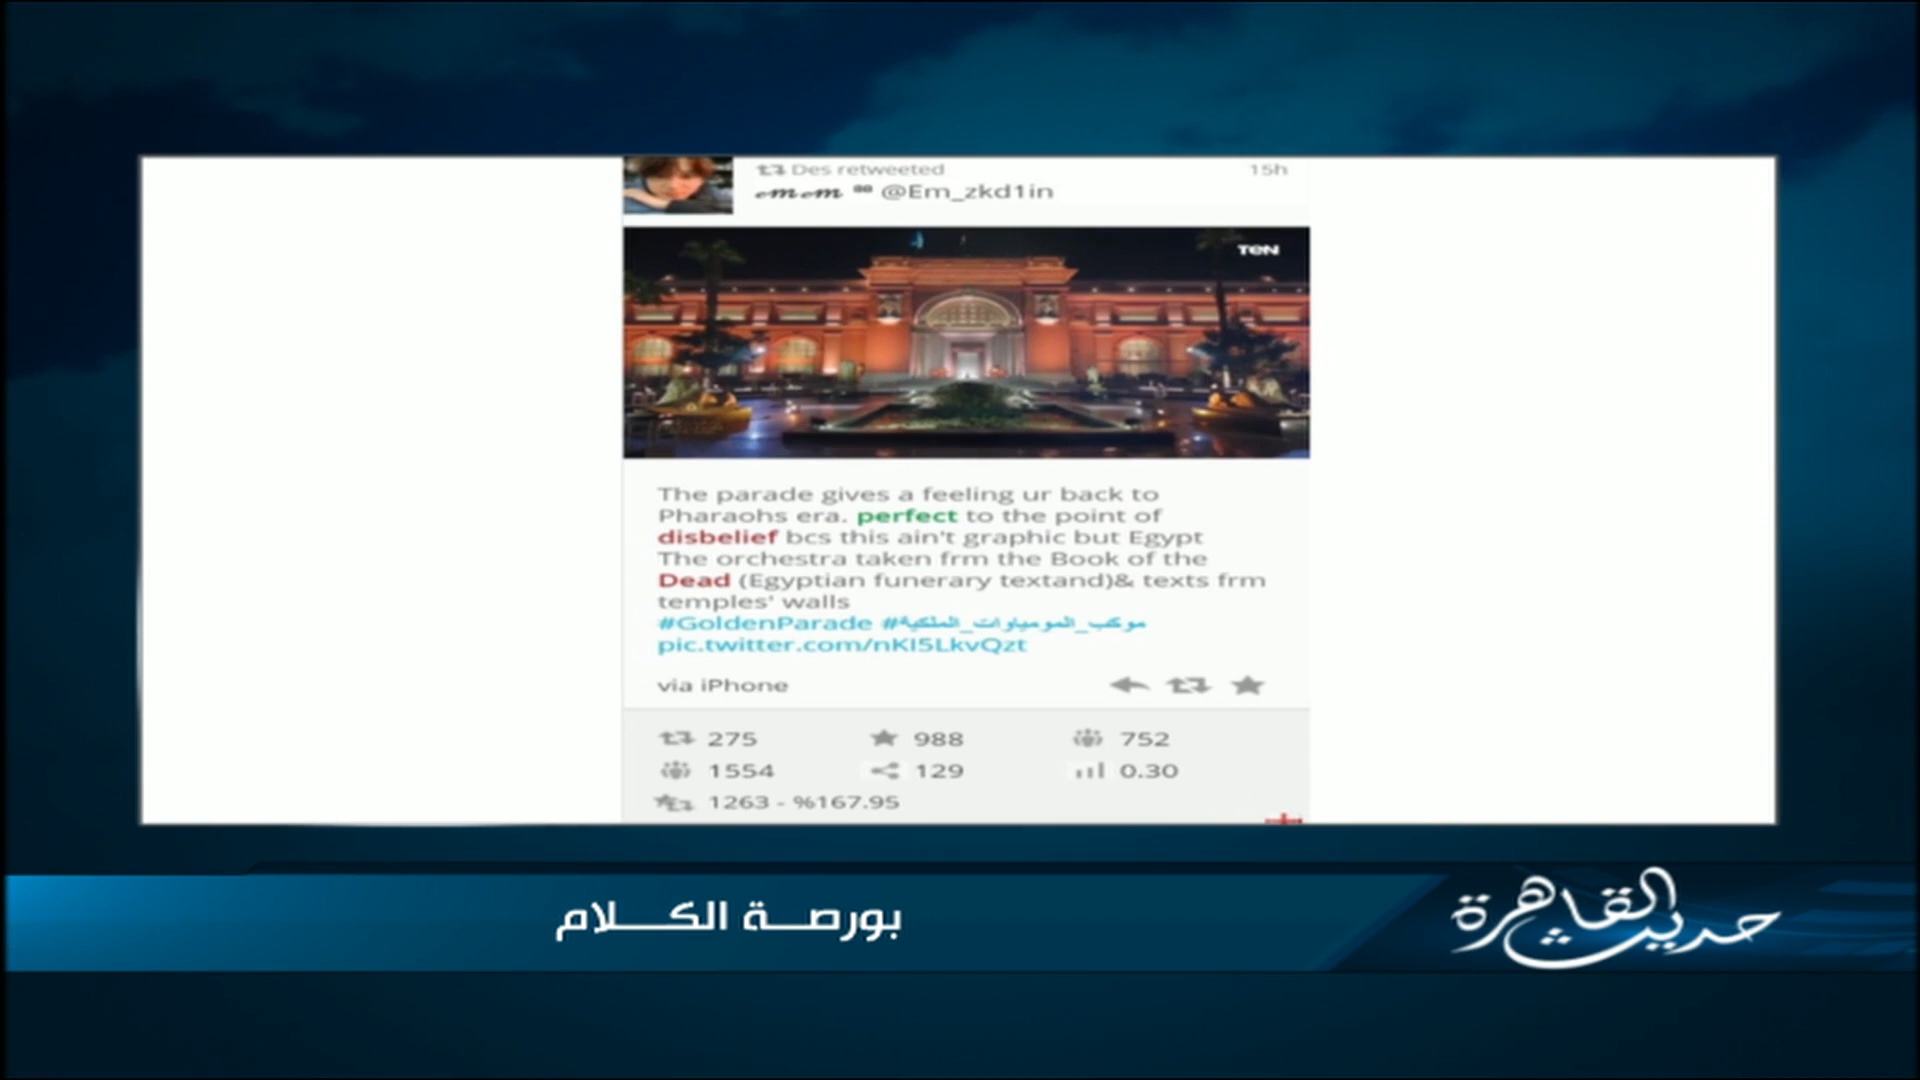 Des retweeted 15h
emem @Em_zkd1in
TeN
The parade gives a feeling ur back to
Pharaohs era. perfect to the point of
disbelief bcs this ain't graphic but Egypt
The orchestra taken frm the Book of the
Dead (Egyptian funerary textand)& texts frm
temples' walls
#GoldenParade #موكب_المومياوات_الملكية
pic.twitter.com/nKI5LkvQzt
via iPhone
275 988 752
1554 129 0.30
1263 - %167.95
بورصة الكلام
حديث القاهرة